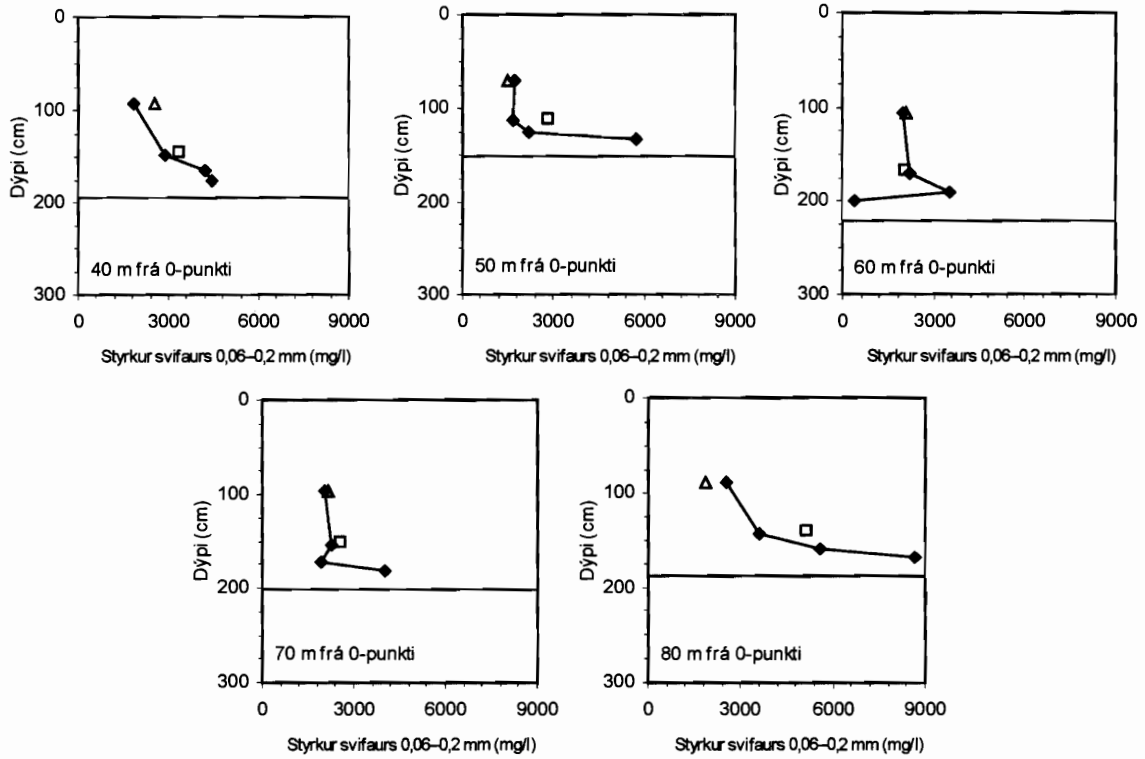 0
100
200
300
Dýpi (cm)
40 m frá 0-punkti
0 3000 6000 9000
Styrkur svifaurs 0,06–0,2 mm (mg/l)
0
100
200
300
Dýpi (cm)
50 m frá 0-punkti
0 3000 6000 9000
Styrkur svifaurs 0,06–0,2 mm (mg/l)
0
100
200
300
Dýpi (cm)
60 m frá 0-punkti
0 3000 6000 9000
Styrkur svifaurs 0,06–0,2 mm (mg/l)
0
100
200
300
Dýpi (cm)
70 m frá 0-punkti
0 3000 6000 9000
Styrkur svifaurs 0,06–0,2 mm (mg/l)
0
100
200
300
Dýpi (cm)
80 m frá 0-punkti
0 3000 6000 9000
Styrkur svifaurs 0,06–0,2 mm (mg/l)